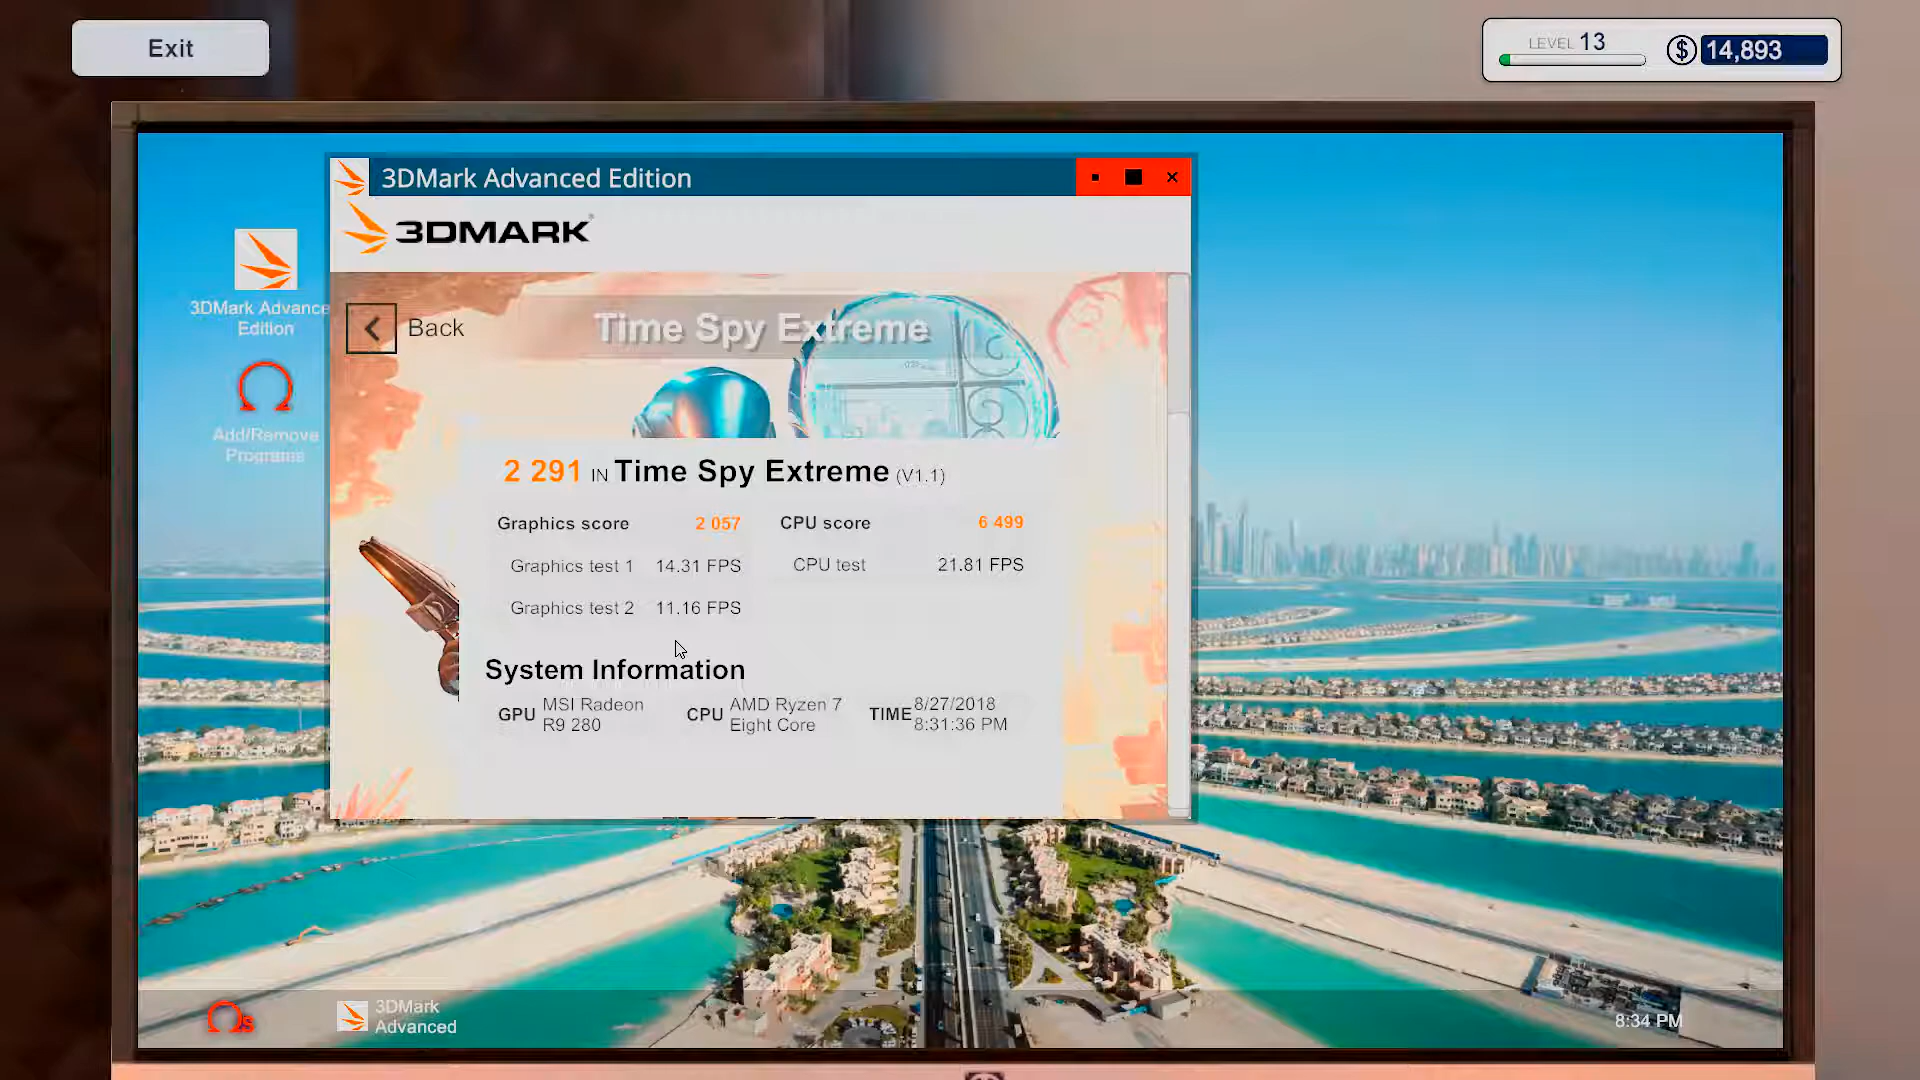 Exit
LEVEL 13
$ 14,893
3DMark Advanced Edition
3DMARK
3DMark Advance
Edition
Add/Remove
Programs
Back
Time Spy Extreme
2 291 IN Time Spy Extreme (V1.1)
Graphics score 2 057 CPU score 6 499
Graphics test 1 14.31 FPS CPU test 21.81 FPS
Graphics test 2 11.16 FPS
System Information
GPU MSI Radeon R9 280 CPU AMD Ryzen 7 Eight Core TIME 8/27/2018 8:31:36 PM
3DMark
Advanced
8:34 PM